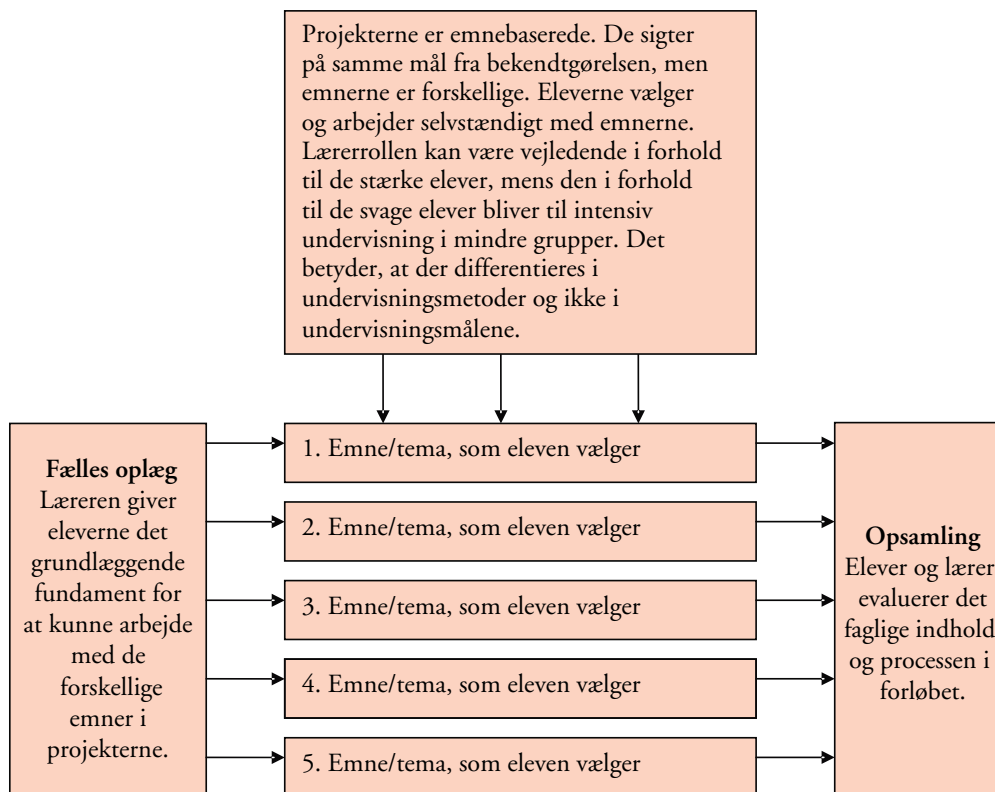 Projekterne er emnebaserede. De sigter
på samme mål fra bekendtgørelsen, men
emnerne er forskellige. Eleverne vælger
og arbejder selvstændigt med emnerne.
Lærerrollen kan være vejledende i forhold
til de stærke elever, mens den i forhold
til de svage elever bliver til intensiv
undervisning i mindre grupper. Det
betyder, at der differentieres i
undervisningsmetoder og ikke i
undervisningsmålene.
Fælles oplæg
Læreren giver
eleverne det
grundlæggende
fundament for
at kunne arbejde
med de
forskellige
emner i
projekterne.
1. Emne/tema, som eleven vælger
2. Emne/tema, som eleven vælger
3. Emne/tema, som eleven vælger
4. Emne/tema, som eleven vælger
5. Emne/tema, som eleven vælger
Opsamling
Elever og lærer
evaluerer det
faglige indhold
og processen i
forløbet.